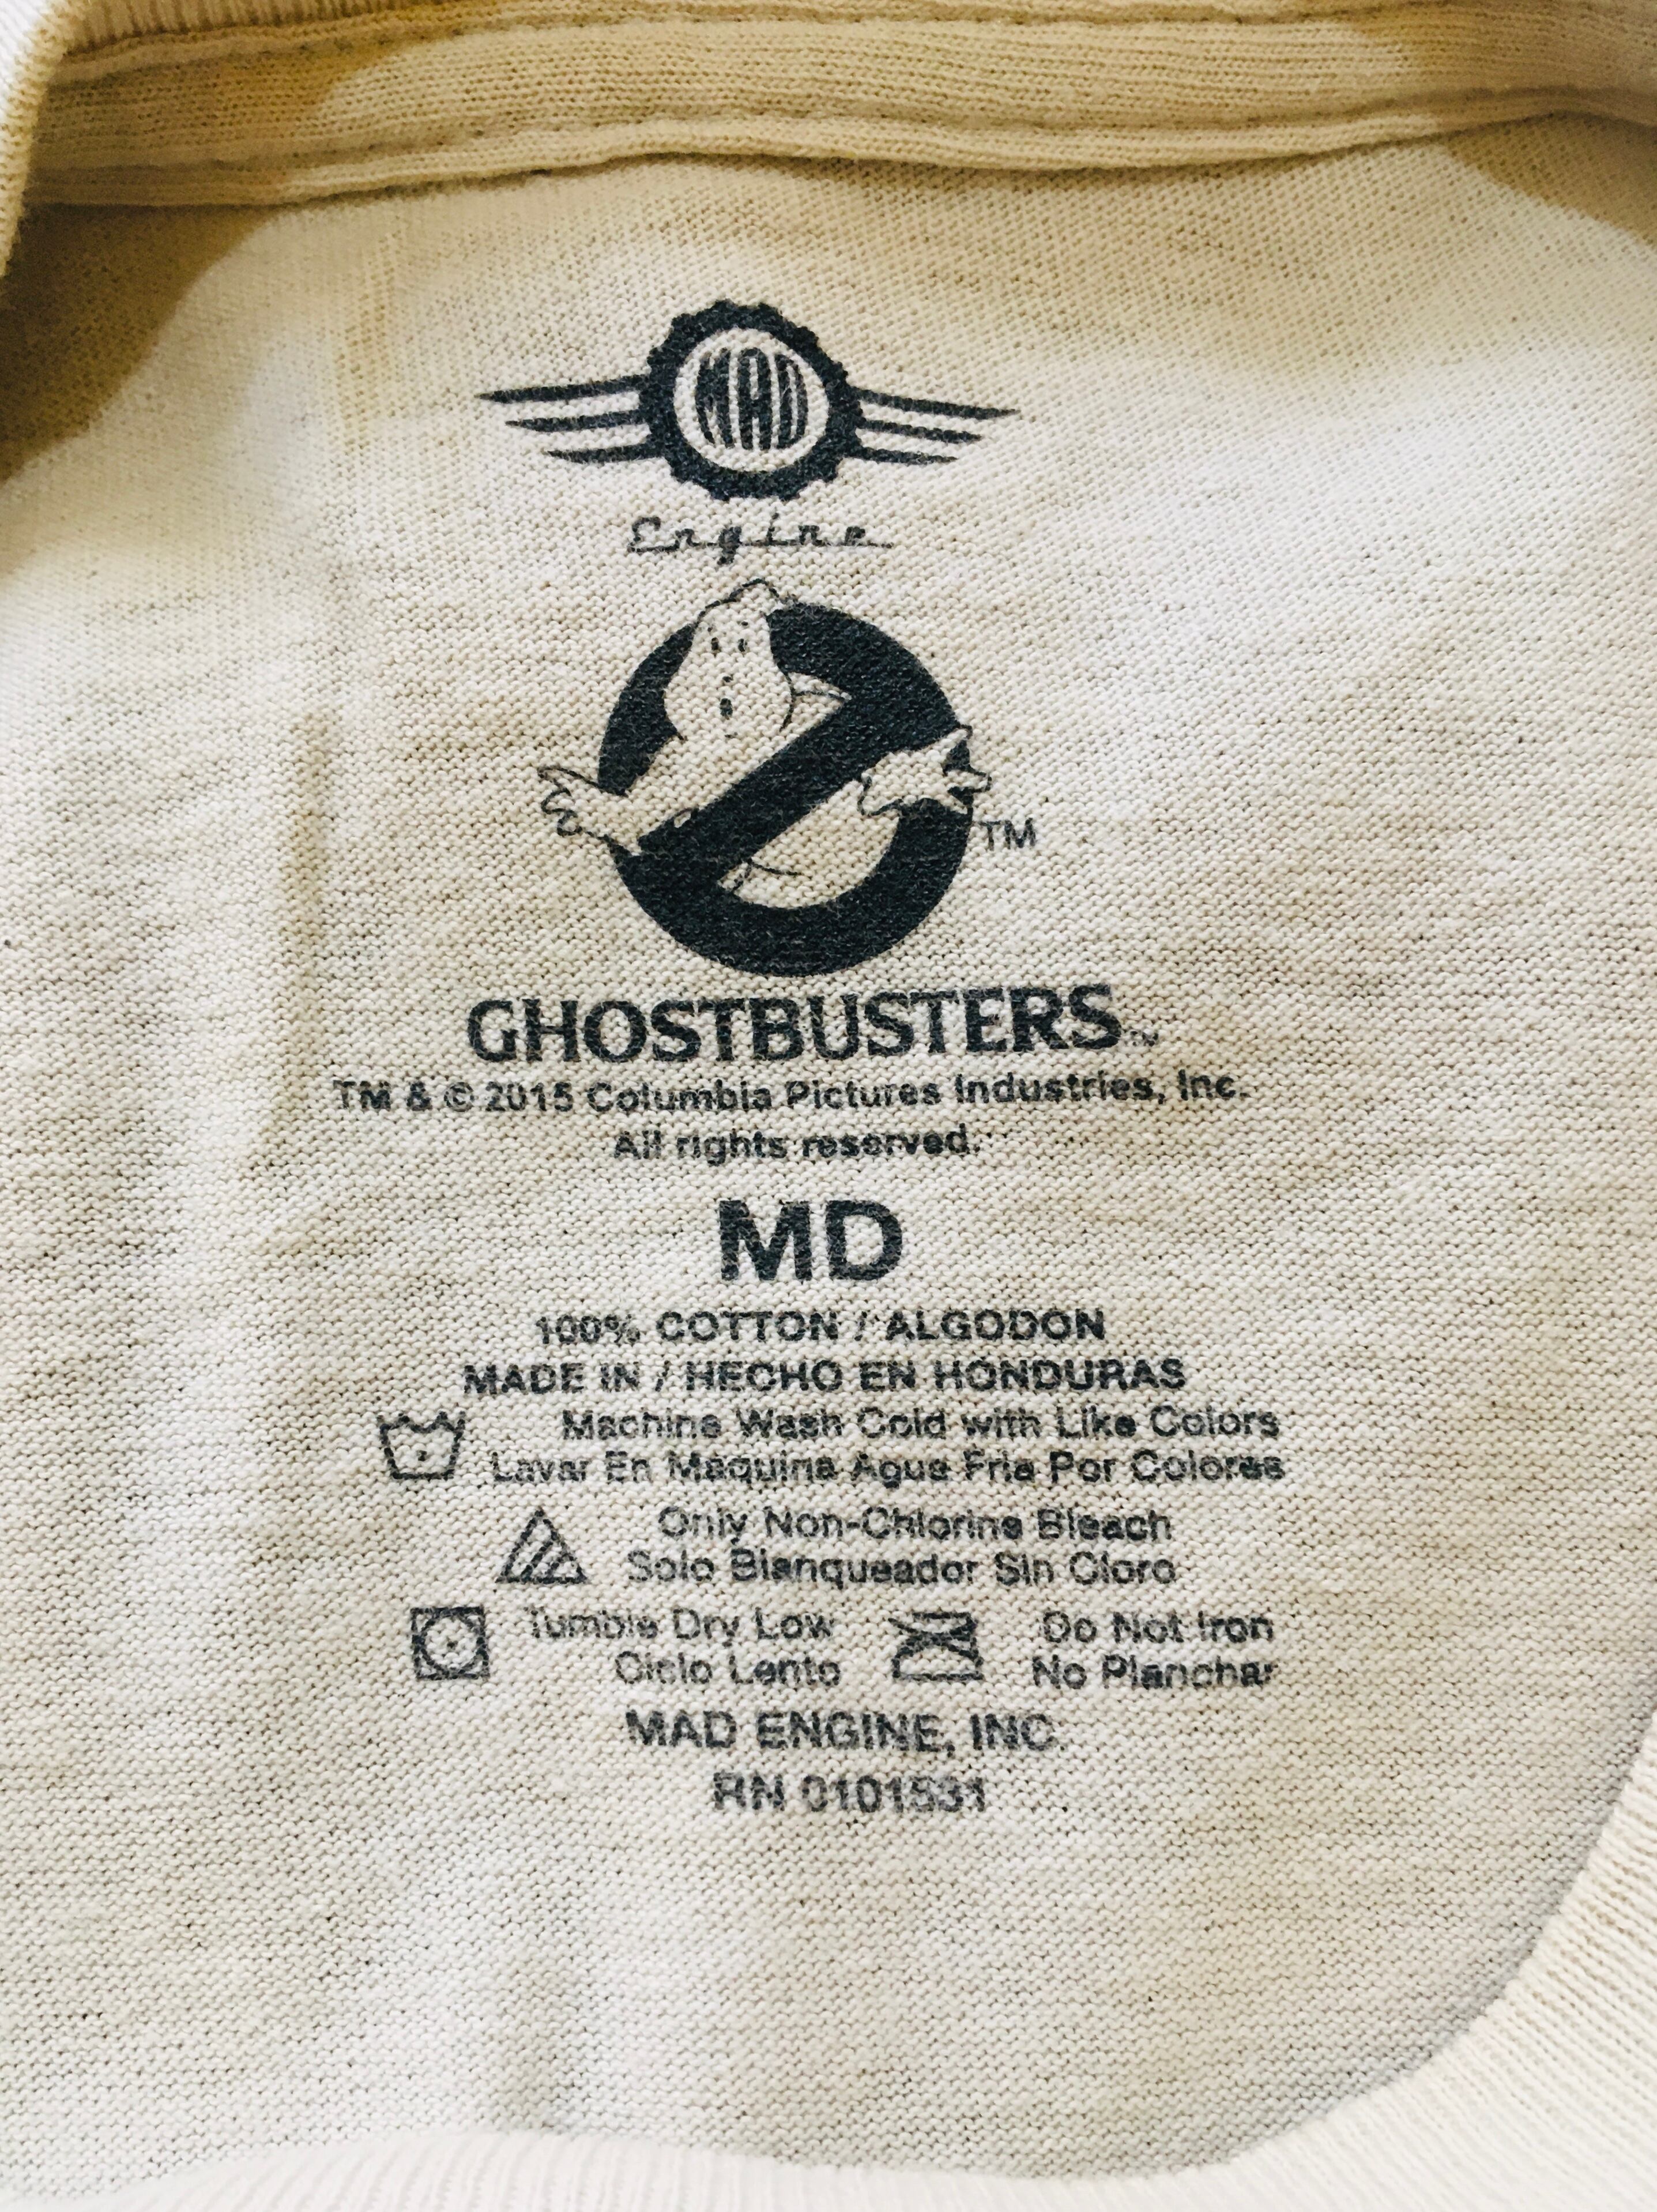 MAD
Engine
TM
GHOSTBUSTERS TM
TM & © 2015 Columbia Pictures Industries, Inc.
All rights reserved.
MD
100% COTTON / ALGODON
MADE IN / HECHO EN HONDURAS
Machine Wash Cold with Like Colors
Lavar En Máquina Agua Fria Por Colores
Only Non-Chlorine Bleach
Solo Blanqueador Sin Cloro
Tumble Dry Low
Ciclo Lento
Do Not Iron
No Planchar
MAD ENGINE, INC.
RN 0101531